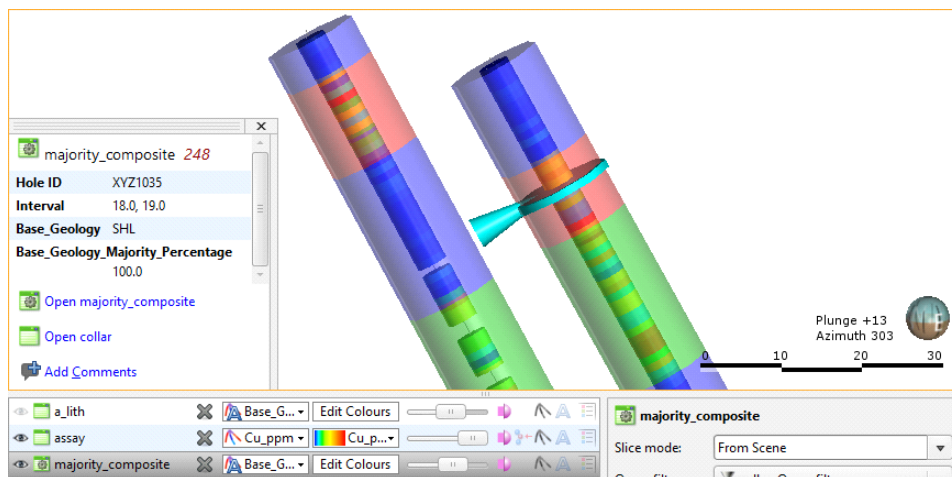 majority_composite 248
Hole ID XYZ1035
Interval 18.0, 19.0
Base_Geology SHL
Base_Geology_Majority_Percentage
100.0
Open majority_composite
Open collar
Add Comments
Plunge +13
Azimuth 303
0 10 20 30
a_lith Base_G... Edit Colours
assay Cu_ppm Cu_p...
majority_composite Base_G... Edit Colours
majority_composite
Slice mode: From Scene